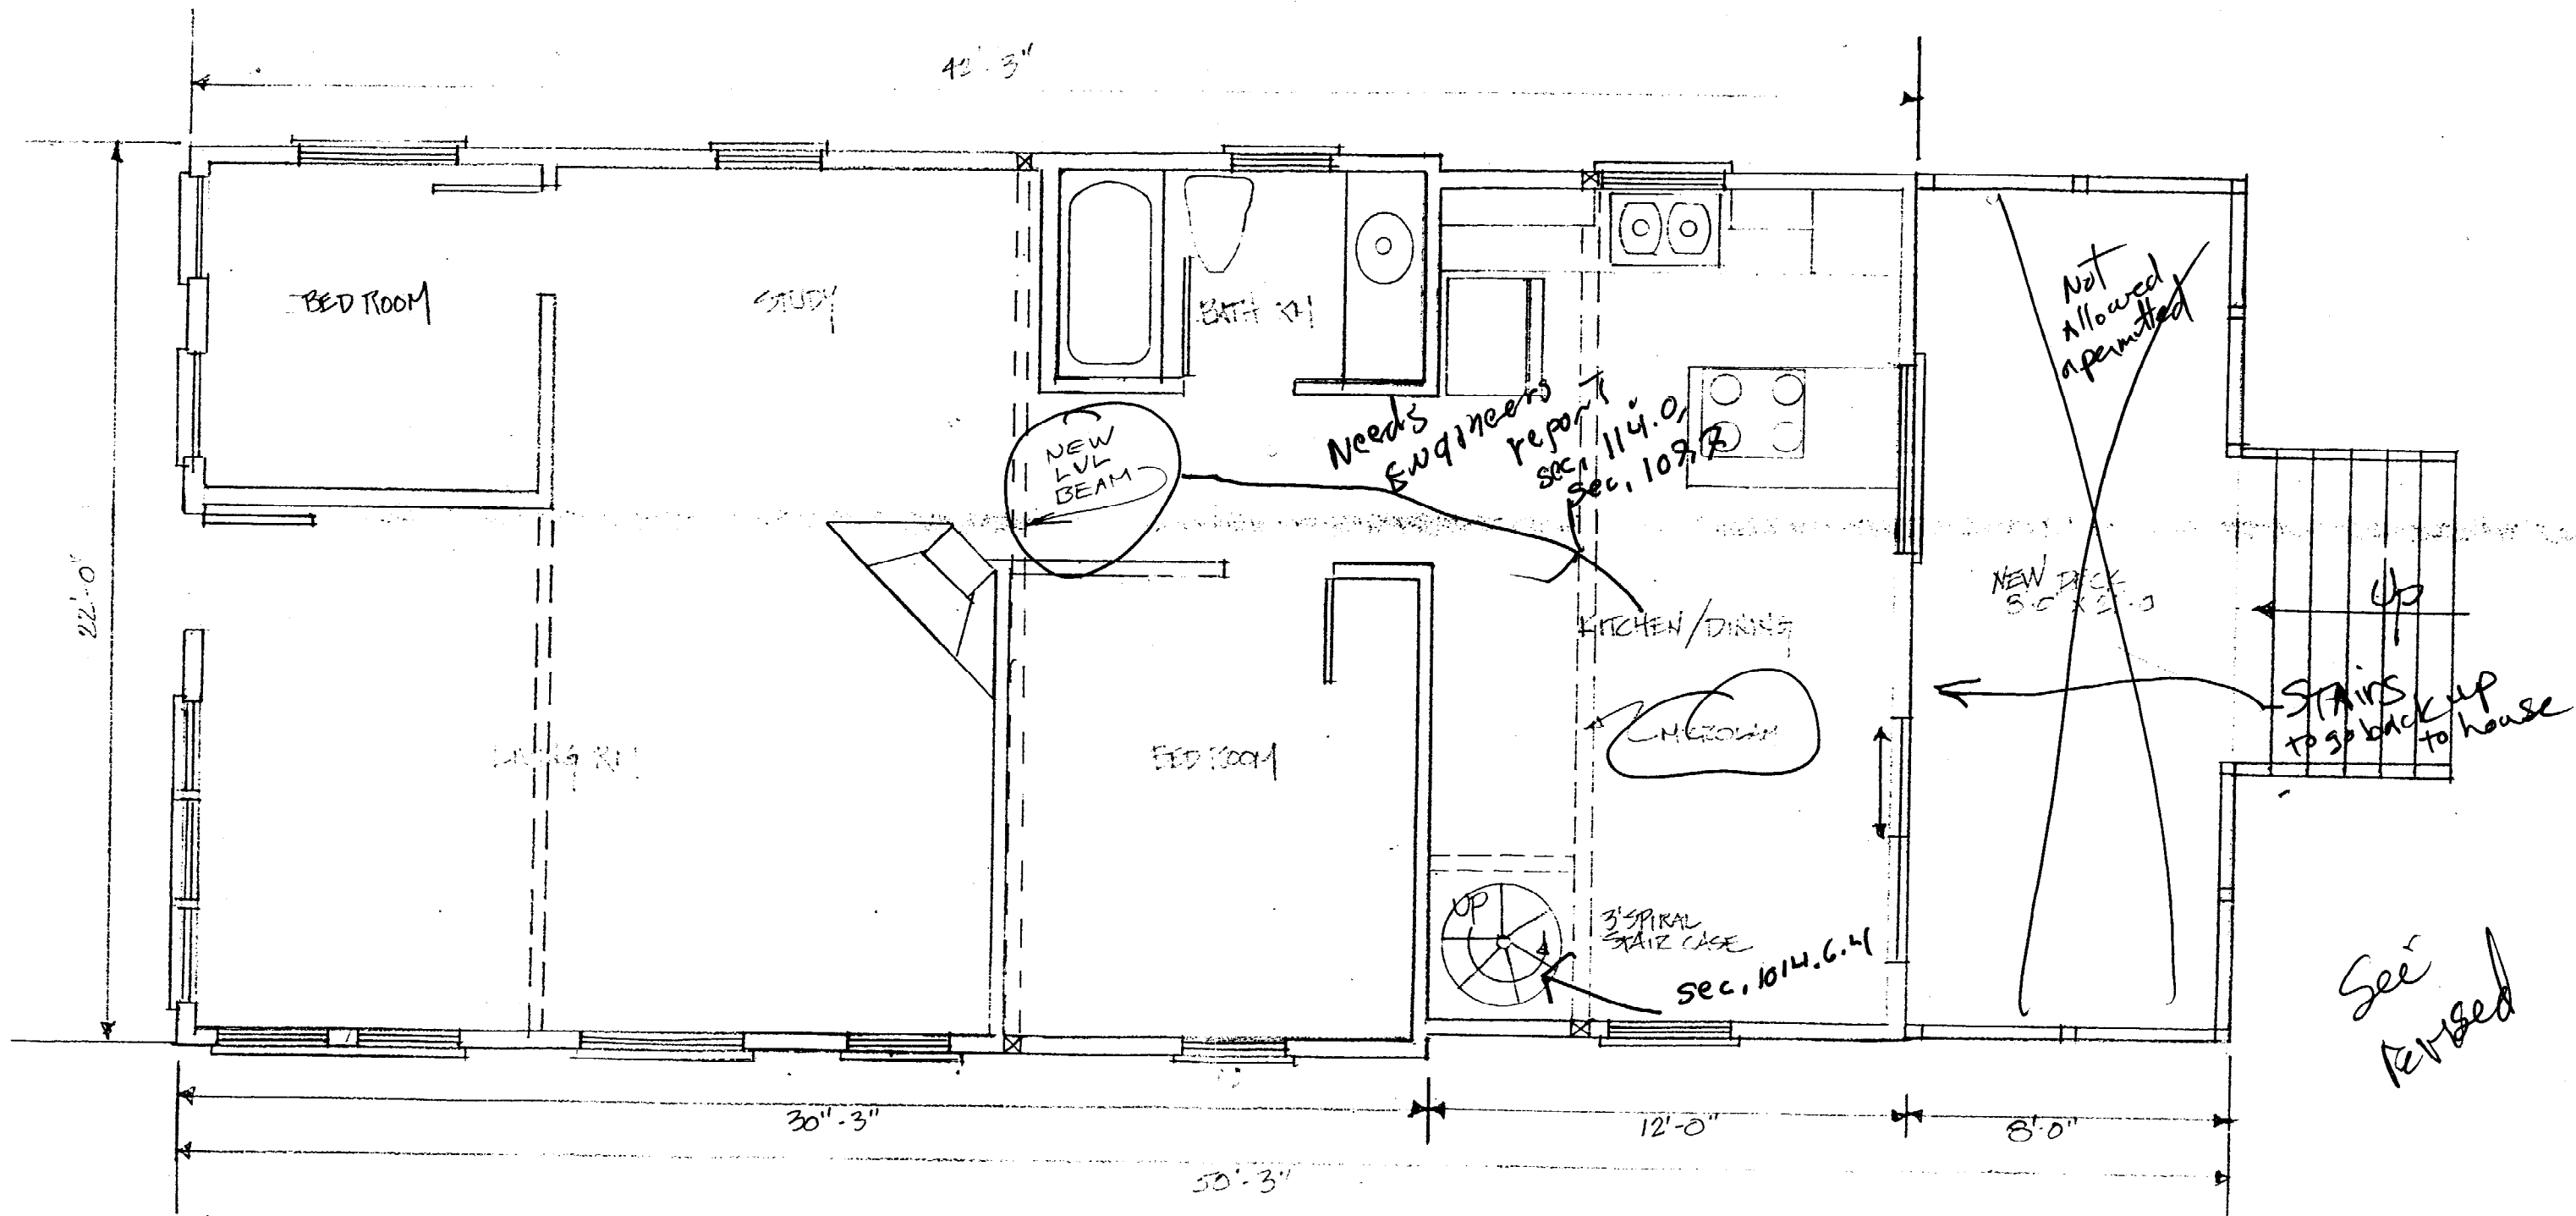 42'-3"
BED ROOM
STUDY
BATH RM
Not
Allowed
permitted
NEW
LVL
BEAM
Needs
Engineers
report
sec. 114.0,
sec. 109.7
22'-0"
NEW DECK
UP
KITCHEN/DINING
STAirs
to go back up
to house
LIVING RM
BED ROOM
MICROLAM
UP
3' SPIRAL
STAIR CASE
sec. 1014.6.4
See
revised
30"-3"
12'-0"
8'-0"
50'-3"